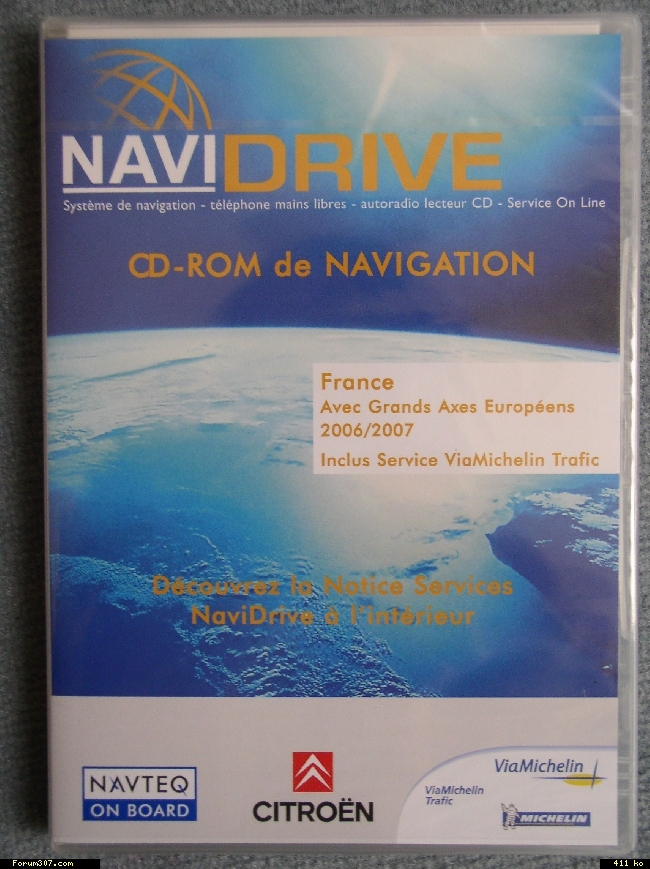 NAVIDRIVE
Système de navigation - téléphone mains libres - autoradio lecteur CD - Service On Line
CD-ROM de NAVIGATION
France
Avec Grands Axes Européens
2006/2007
Inclus Service ViaMichelin Trafic
Découvrez la Notice Services
NaviDrive à l'intérieur
NAVTEQ
ON BOARD
CITROËN
ViaMichelin
ViaMichelin
Trafic
MICHELIN
Forum307.com
411 ko